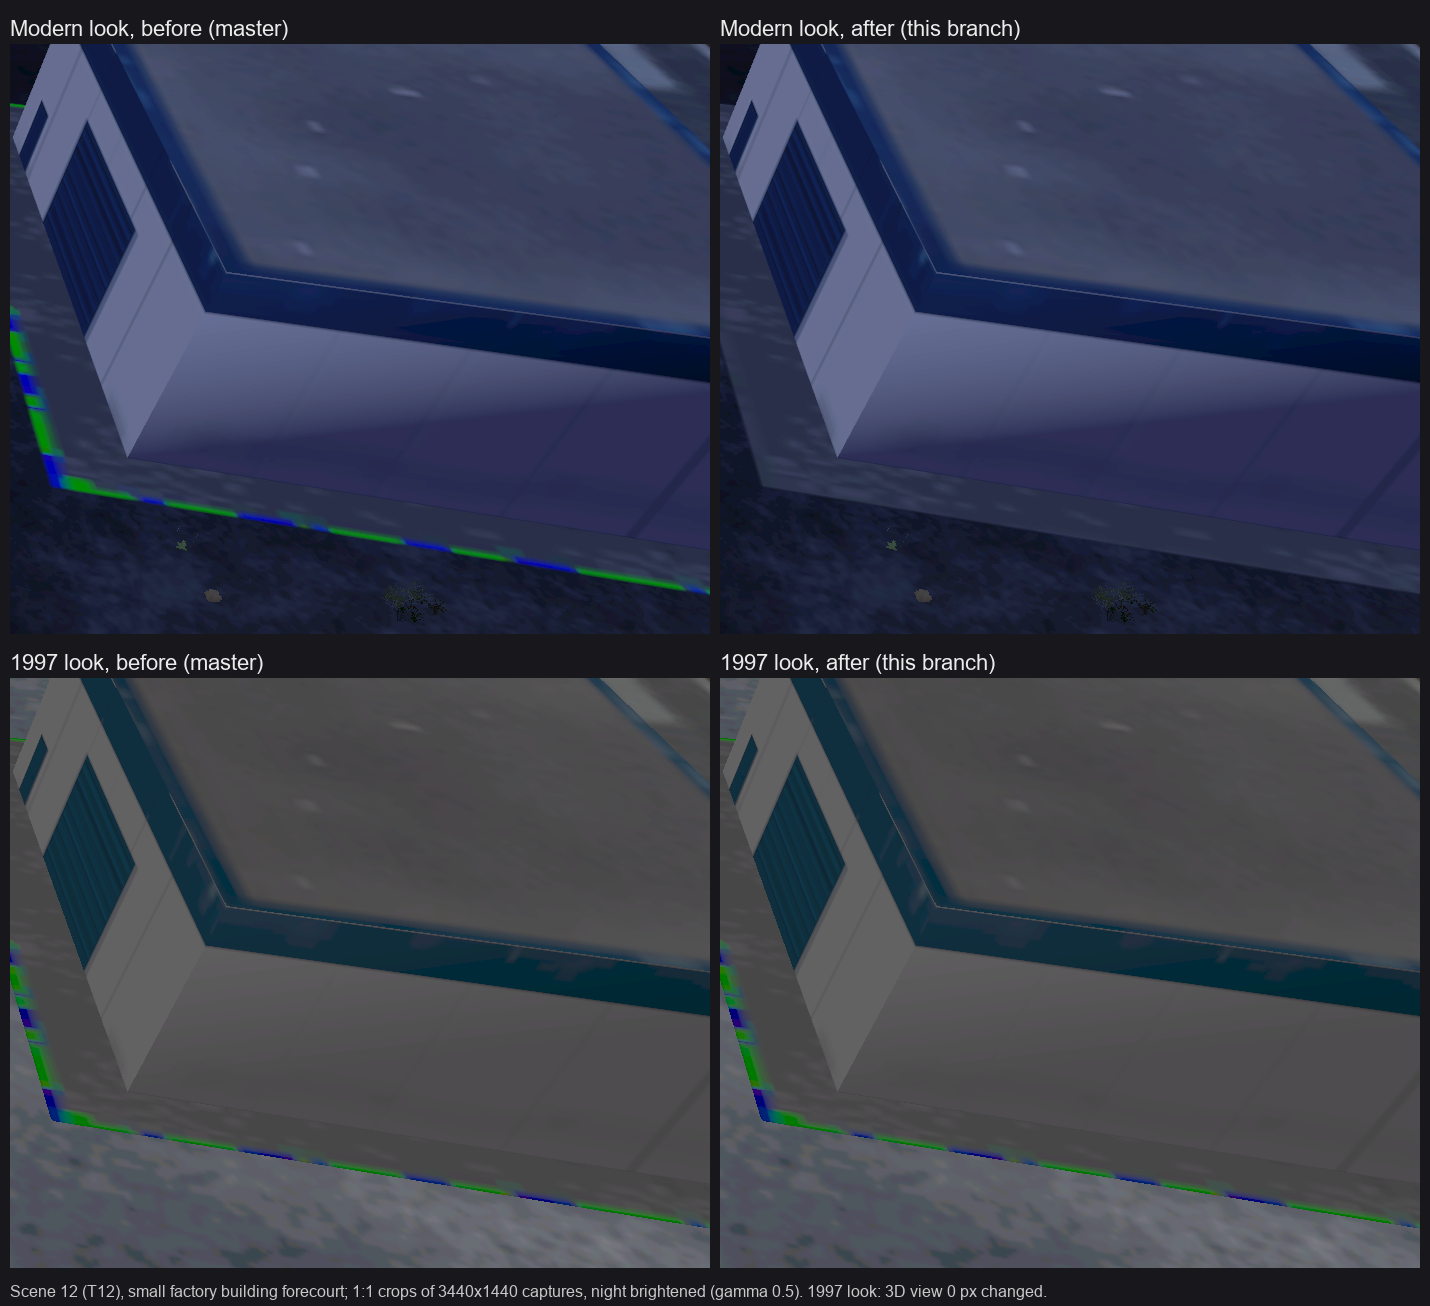 Modern look, before (master)
Modern look, after (this branch)
1997 look, before (master)
1997 look, after (this branch)
Scene 12 (T12), small factory building forecourt; 1:1 crops of 3440x1440 captures, night brightened (gamma 0.5). 1997 look: 3D view 0 px changed.